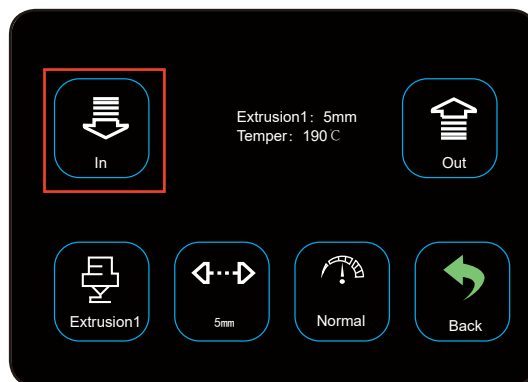 In
Extrusion1: 5mm
Temper: 190℃
Out
Extrusion1
5mm
Normal
Back